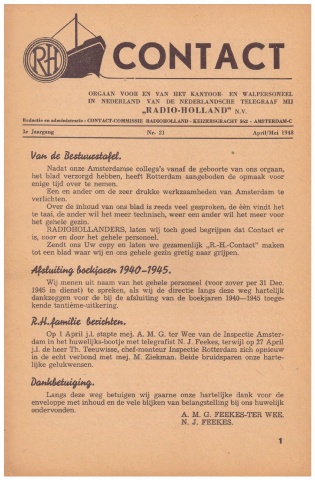 RH CONTACT
ORGAAN VOOR EN VAN HET KANTOOR- EN WALPERSONEEL
IN NEDERLAND VAN DE NEDERLANDSCHE TELEGRAAF MIJ
„RADIO-HOLLAND" N.V.
Redactie en administratie: CONTACT-COMMISSIE RADIOHOLLAND - KEIZERSGRACHT 562 - AMSTERDAM-C
2e Jaargang No. 21 April/Mei 1948
Van de Bestuurstafel.
Nadat onze Amsterdamse collega's vanaf de geboorte van ons orgaan,
het blad verzorgd hebben, heeft Rotterdam aangeboden de opmaak voor
enige tijd over te nemen.
Zien en ander om de zeer drukke werkzaamheden van Amsterdam te
verlichten.
Over de inhoud van ons blad is reeds veel gesproken, de één vindt het
te taai, de ander wil het meer technisch, weer een ander wil het meer voor
het gezin.
RADIOHOLLANDERS, laten wij toch goed begrijpen dat Contact er
is, coor en door het gehele personeel.
Zendt ons Uw copy en laten we gezamenlijk „R.-H.-Contact" maken
tot een blad waar wij en ons gehele gezin gretig naar grijpen.
Afsluiting boekjaren 1940-1945.
Wij menen uit naam van het gehele personeel (voor zover per 31 Dec.
1945 in dienst) te spreken, als wij de directie langs deze weg hartelijk
dankzeggen voor de bij de afsluiting van de boekjaren 1940—1945 toege-
kende tantième-uitkering.
R.H. familie berichten.
Op 1 April j.l. stapte mej. A. M. G. ter Wee van de Inspectie Amster-
dam in het huwelijks-bootje met telegrafist N. J. Feekes, terwijl op 27 April
j.l. de heer Th. Teeuwisse, chef-monteur Inspectie Rotterdam zich opnieuw
in de echt verbond met mej. M. Ziekman. Beide bruidsparen onze harte-
lijke gelukwensen.
Dankbetuiging.
Langs deze weg betuigen wij gaarne onze hartelijke dank voor de
enveloppe met inhoud en de vele blijken van belangstelling bij ons huwelijk
ondervonden.
A. M. G. FEEKES-TER WEE.
N. J. FEEKES.
1